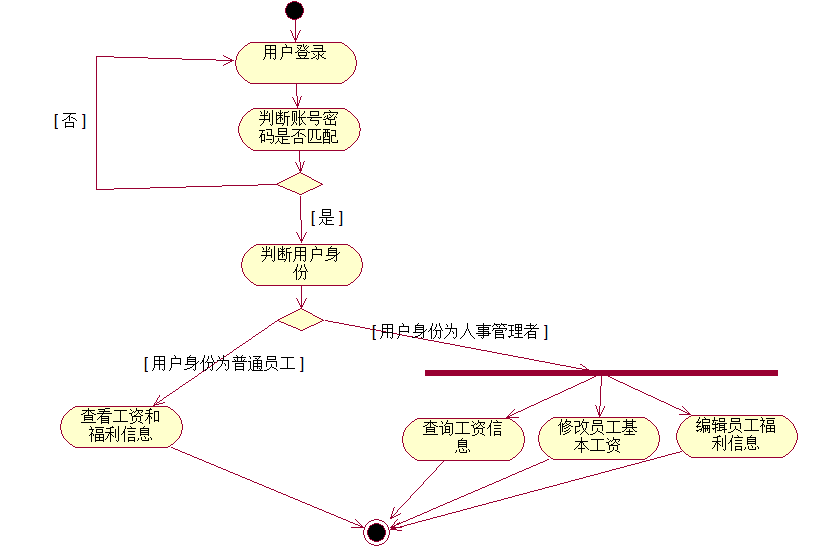 用户登录
[ 否 ]
判断账号密
码是否匹配
[ 是 ]
判断用户身
份
[ 用户身份为人事管理者 ]
[ 用户身份为普通员工 ]
查看工资和
福利信息
查询工资信
息
修改员工基
本工资
编辑员工福
利信息